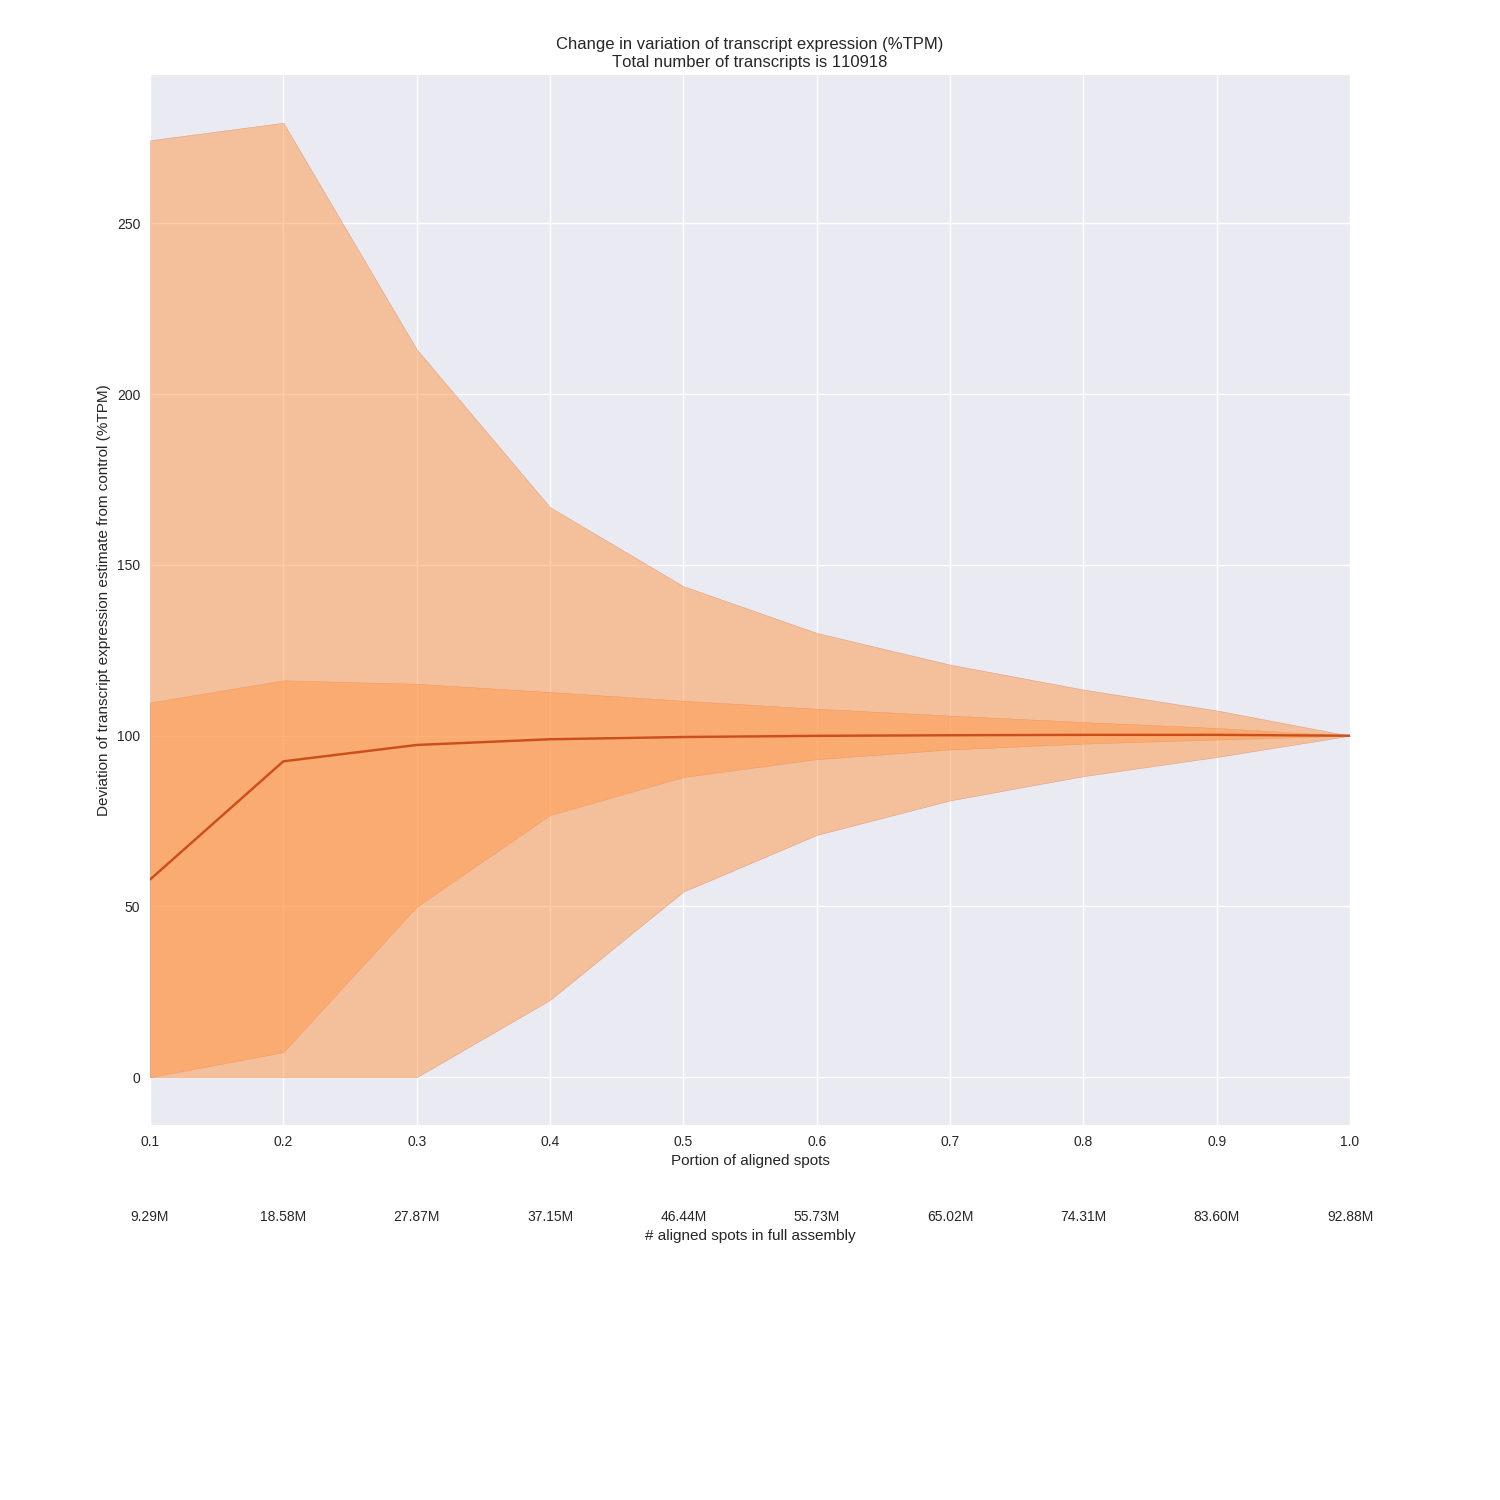 Change in variation of transcript expression (%TPM)
Total number of transcripts is 110918
Deviation of transcript expression estimate from control (%TPM)
250
200
150
100
50
0
0.1 0.2 0.3 0.4 0.5 0.6 0.7 0.8 0.9 1.0
Portion of aligned spots
9.29M 18.58M 27.87M 37.15M 46.44M 55.73M 65.02M 74.31M 83.60M 92.88M
# aligned spots in full assembly